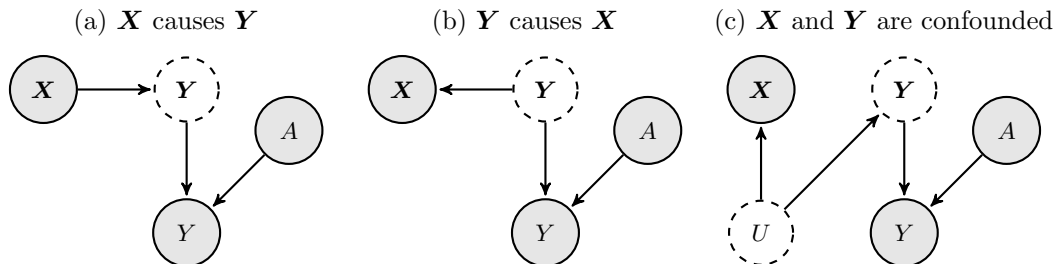 (a) X causes Y
(b) Y causes X
(c) X and Y are confounded
X
Y
A
Y
X
Y
A
Y
X
Y
A
U
Y